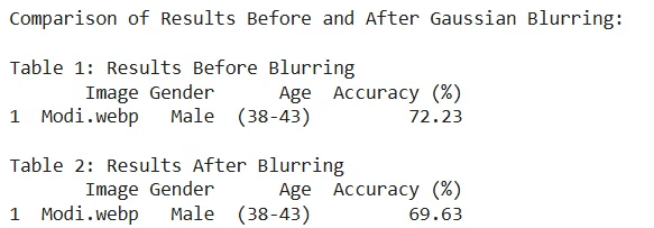 Comparison of Results Before and After Gaussian Blurring:
Table 1: Results Before Blurring
Image Gender Age Accuracy (%)
1 Modi.webp Male (38-43) 72.23
Table 2: Results After Blurring
Image Gender Age Accuracy (%)
1 Modi.webp Male (38-43) 69.63